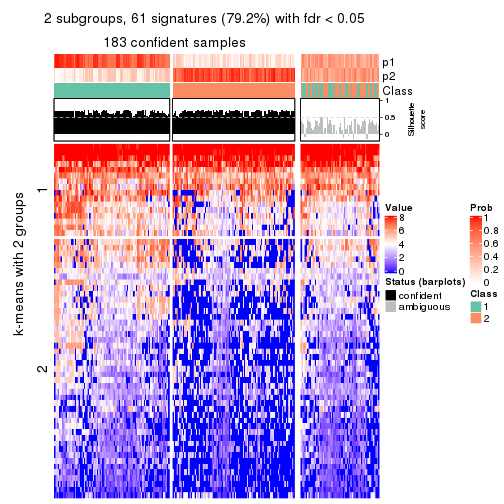 2 subgroups, 61 signatures (79.2%) with fdr < 0.05
183 confident samples
p1
p2
Class
1
0.5
0
Silhouette
score
k-means with 2 groups
1
2
Value
8
6
4
2
0
Status (barplots)
confident
ambiguous
Prob
1
0.8
0.6
0.4
0.2
0
Class
1
2